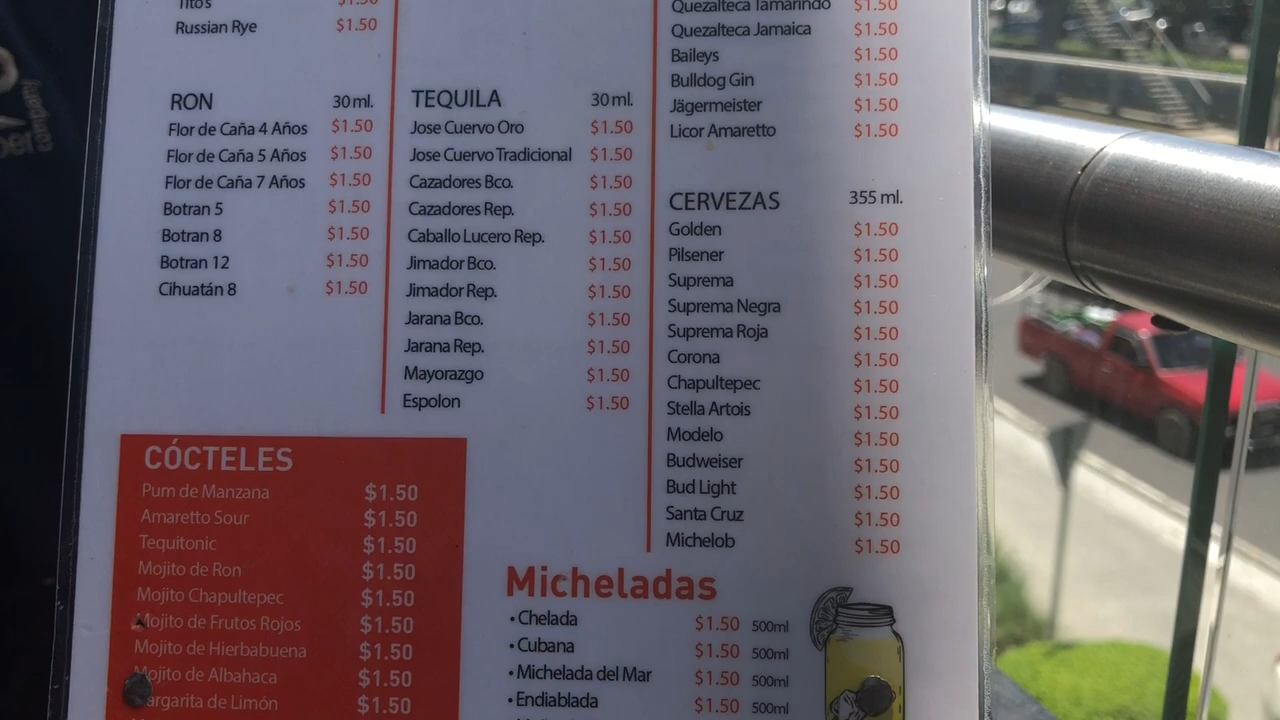 Tito's $1.50
Russian Rye $1.50
RON 30 ml.
Flor de Caña 4 Años $1.50
Flor de Caña 5 Años $1.50
Flor de Caña 7 Años $1.50
Botran 5 $1.50
Botran 8 $1.50
Botran 12 $1.50
Cihuatán 8 $1.50
TEQUILA 30 ml.
Jose Cuervo Oro $1.50
Jose Cuervo Tradicional $1.50
Cazadores Bco. $1.50
Cazadores Rep. $1.50
Caballo Lucero Rep. $1.50
Jimador Bco. $1.50
Jimador Rep. $1.50
Jarana Bco. $1.50
Jarana Rep. $1.50
Mayorazgo $1.50
Espolon $1.50
Quezalteca Tamarindo $1.50
Quezalteca Jamaica $1.50
Baileys $1.50
Bulldog Gin $1.50
Jägermeister $1.50
Licor Amaretto $1.50
CERVEZAS 355 ml.
Golden $1.50
Pilsener $1.50
Suprema $1.50
Suprema Negra $1.50
Suprema Roja $1.50
Corona $1.50
Chapultepec $1.50
Stella Artois $1.50
Modelo $1.50
Budweiser $1.50
Bud Light $1.50
Santa Cruz $1.50
Michelob $1.50
CÓCTELES
Pum de Manzana $1.50
Amaretto Sour $1.50
Tequitonic $1.50
Mojito de Ron $1.50
Mojito Chapultepec $1.50
Mojito de Frutos Rojos $1.50
Mojito de Hierbabuena $1.50
Mojito de Albahaca $1.50
Margarita de Limón $1.50
Micheladas
• Chelada $1.50 500ml
• Cubana $1.50 500ml
• Michelada del Mar $1.50 500ml
• Endiablada $1.50 500ml